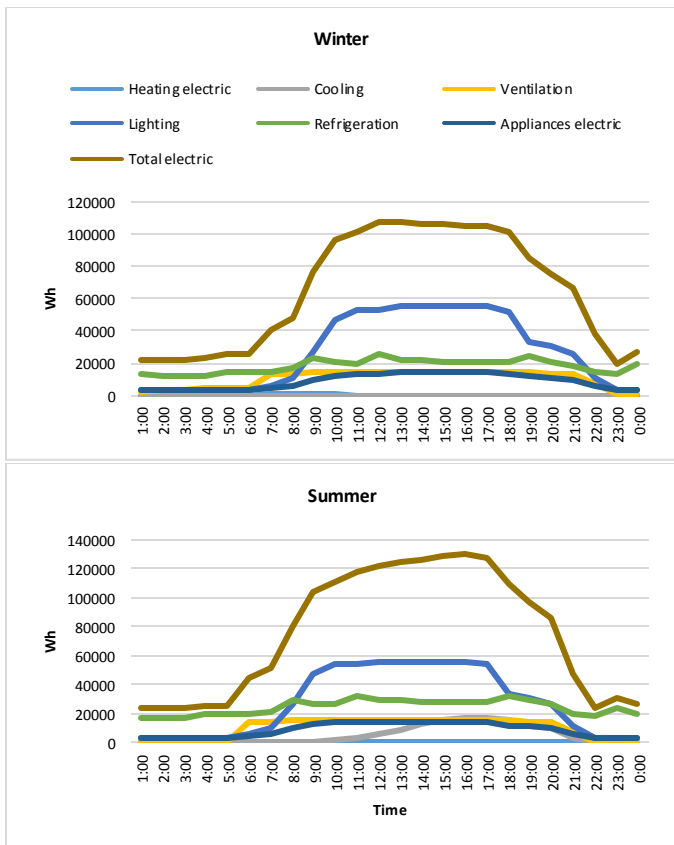 Winter
Heating electric Cooling Ventilation
Lighting Refrigeration Appliances electric
Total electric
120000
100000
80000
60000
40000
20000
0
Wh
1:00 2:00 3:00 4:00 5:00 6:00 7:00 8:00 9:00 10:00 11:00 12:00 13:00 14:00 15:00 16:00 17:00 18:00 19:00 20:00 21:00 22:00 23:00 0:00
Summer
140000
120000
100000
80000
60000
40000
20000
0
Wh
1:00 2:00 3:00 4:00 5:00 6:00 7:00 8:00 9:00 10:00 11:00 12:00 13:00 14:00 15:00 16:00 17:00 18:00 19:00 20:00 21:00 22:00 23:00 0:00
Time